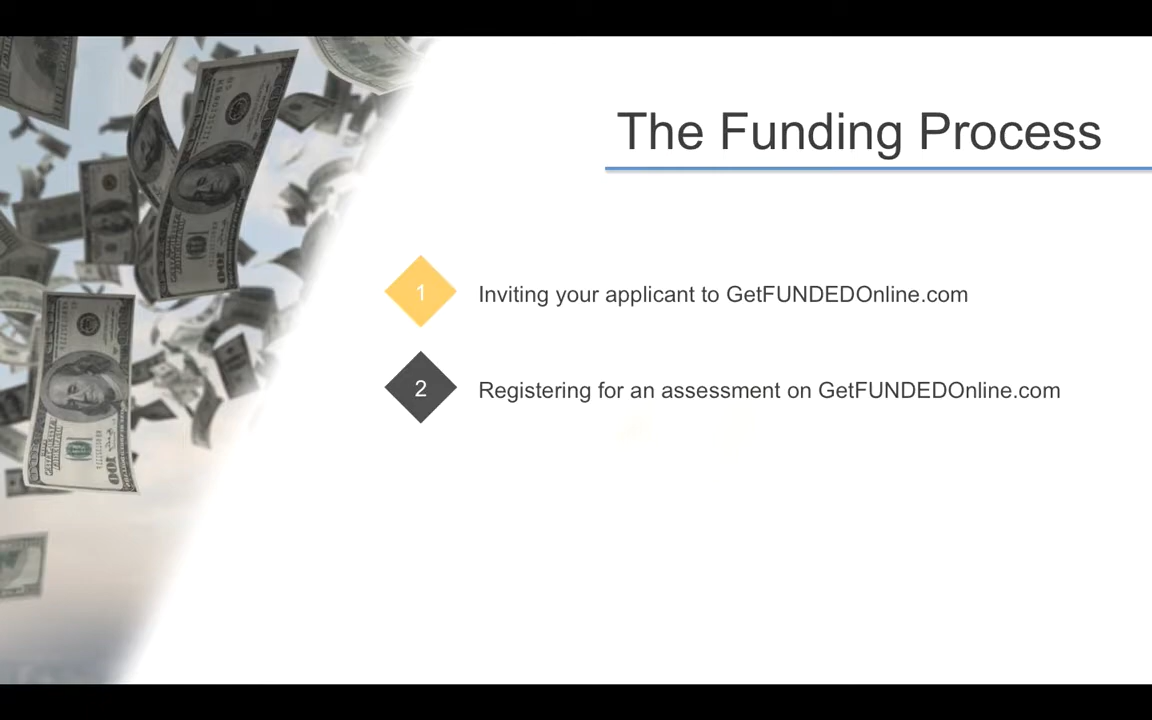 The Funding Process
1 Inviting your applicant to GetFUNDEDOnline.com
2 Registering for an assessment on GetFUNDEDOnline.com